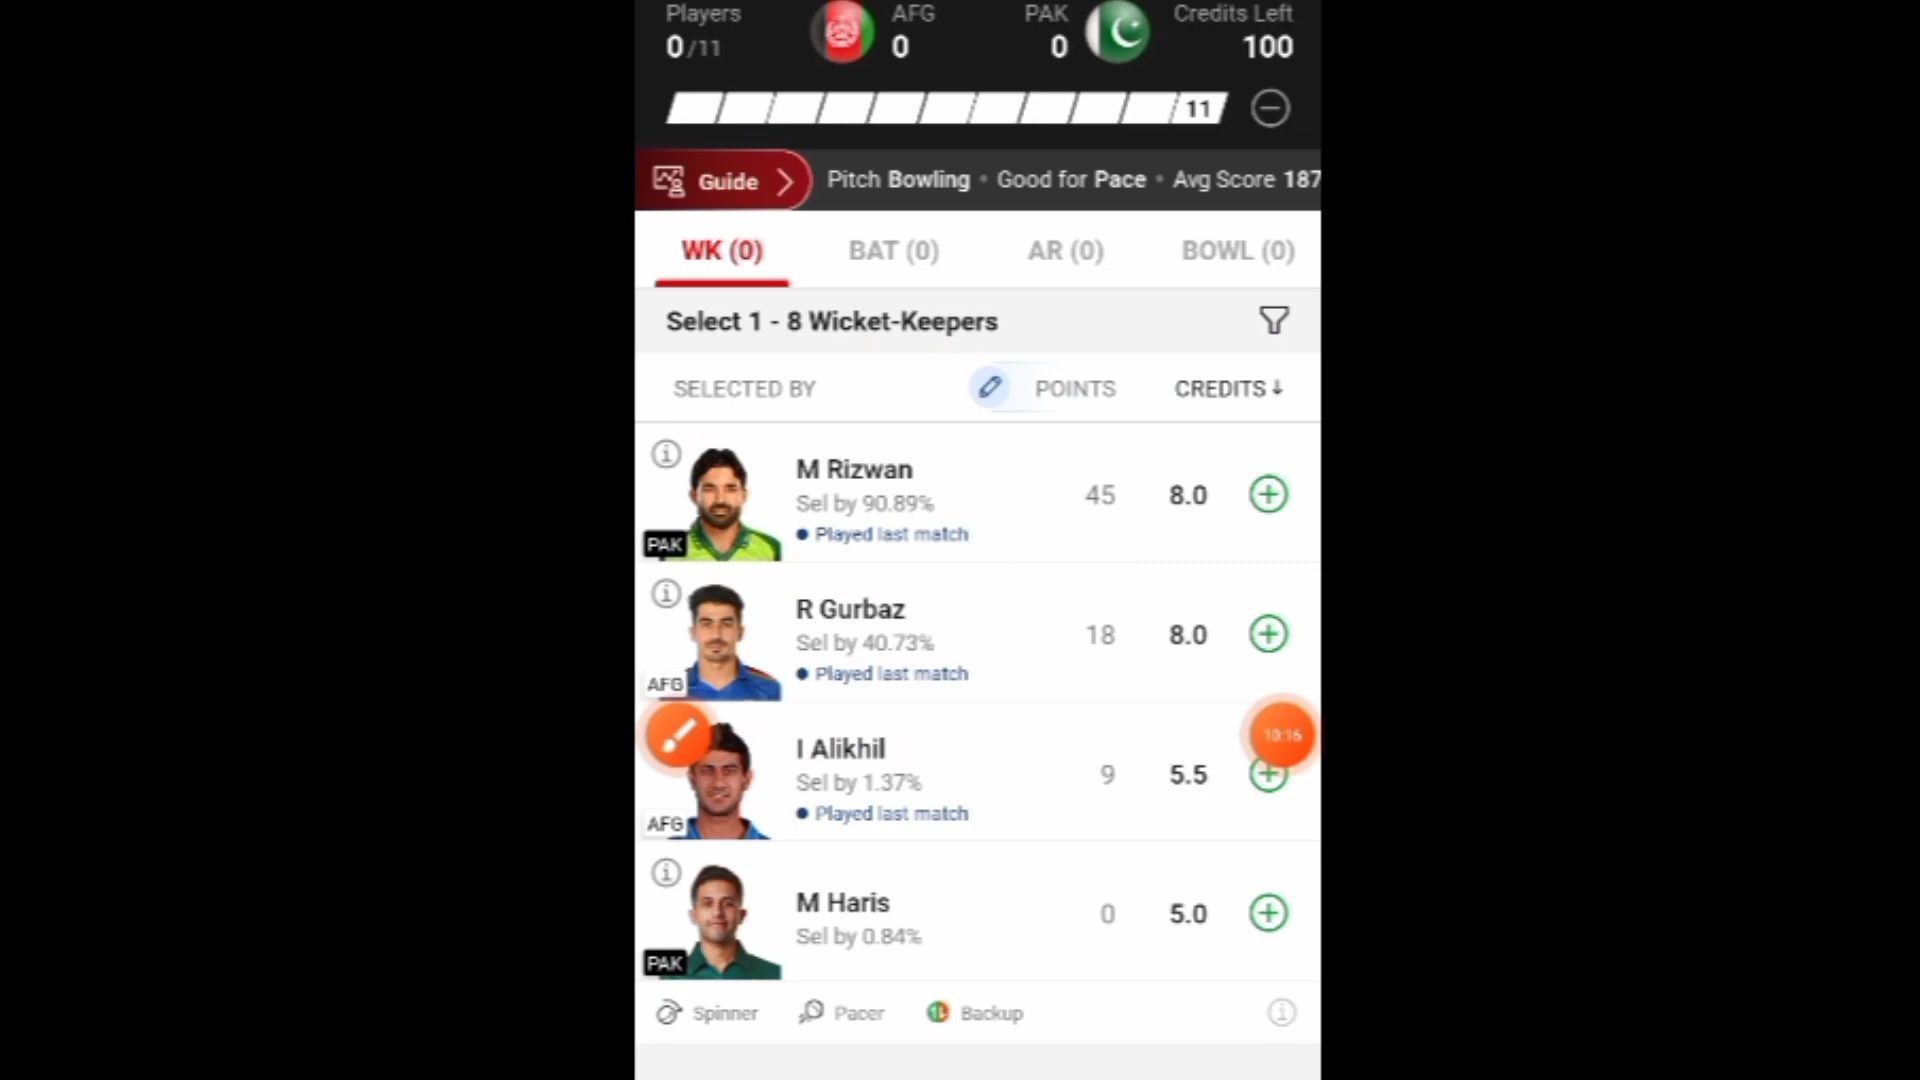 Players AFG PAK Credits Left
0/11 0 0 100
11
Guide Pitch Bowling • Good for Pace • Avg Score 187
WK (0) BAT (0) AR (0) BOWL (0)
Select 1 - 8 Wicket-Keepers
SELECTED BY POINTS CREDITS↓
M Rizwan
Sel by 90.89% 45 8.0
Played last match
PAK
R Gurbaz
Sel by 40.73% 18 8.0
Played last match
AFG
10:16
I Alikhil
Sel by 1.37% 9 5.5
Played last match
AFG
M Haris
Sel by 0.84% 0 5.0
PAK
Spinner Pacer Backup